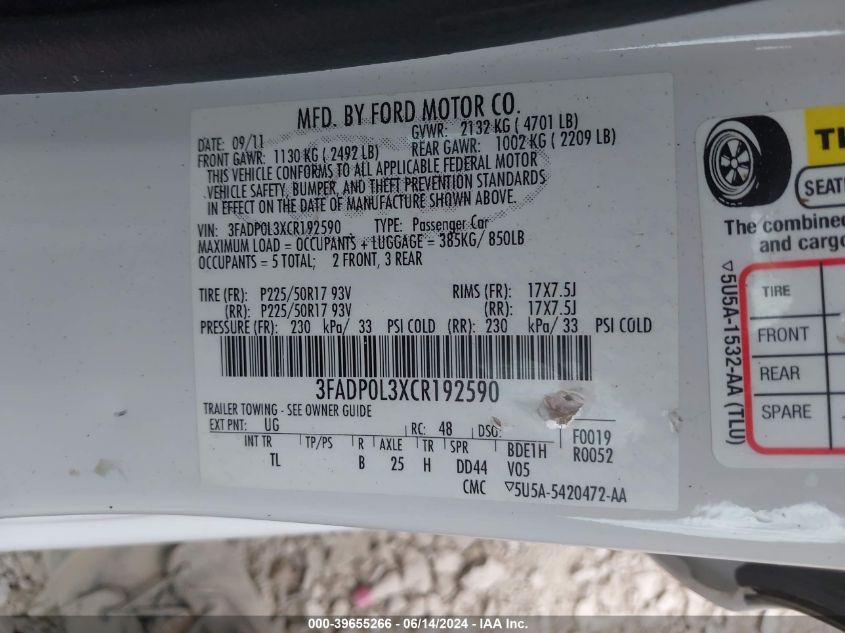 MFD. BY FORD MOTOR CO.
DATE: 09/11 GVWR: 2132 KG ( 4701 LB)
FRONT GAWR: 1130 KG ( 2492 LB) REAR GAWR: 1002 KG ( 2209 LB)
THIS VEHICLE CONFORMS TO ALL APPLICABLE FEDERAL MOTOR
VEHICLE SAFETY, BUMPER, AND THEFT PREVENTION STANDARDS
IN EFFECT ON THE DATE OF MANUFACTURE SHOWN ABOVE.
VIN: 3FADP0L3XCR192590 TYPE: Passenger Car
MAXIMUM LOAD = OCCUPANTS + LUGGAGE = 385KG/ 850LB
OCCUPANTS = 5 TOTAL; 2 FRONT, 3 REAR
TIRE (FR): P225/50R17 93V RIMS (FR): 17X7.5J
(RR): P225/50R17 93V (RR): 17X7.5J
PRESSURE (FR): 230 kPa/ 33 PSI COLD (RR): 230 kPa/ 33 PSI COLD
3FADP0L3XCR192590
TRAILER TOWING - SEE OWNER GUIDE
EXT PNT: UG RC: 48 DSO: F0019
INT TR TP/PS R AXLE TR SPR BDE1H R0052
TL B 25 H DD44 V05
CMC ▽5U5A-5420472-AA
TI
SEAT
The combined
and cargo
TIRE
FRONT
REAR
SPARE
▽5U5A-1532-AA (TLU)
000-39655266 - 06/14/2024 - IAA Inc.